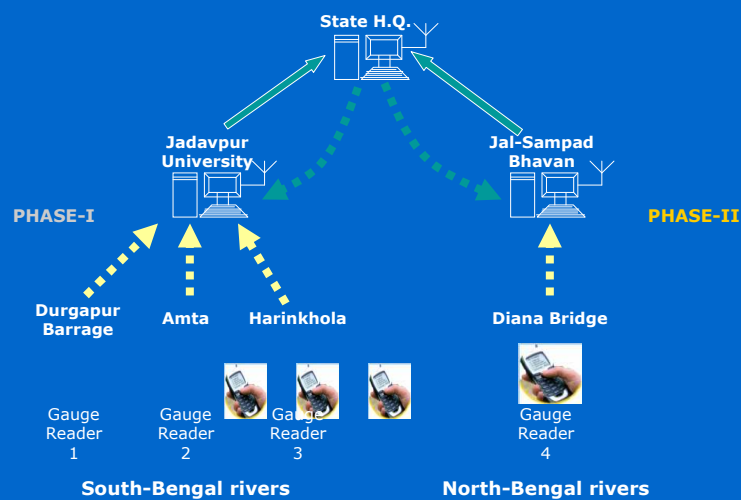 State H.Q.
Jadavpur
University
Jal-Sampad
Bhavan
PHASE-I
PHASE-II
Durgapur
Barrage
Amta
Harinkhola
Diana Bridge
Gauge
Reader
1
Gauge
Reader
2
Gauge
Reader
3
Gauge
Reader
4
South-Bengal rivers
North-Bengal rivers